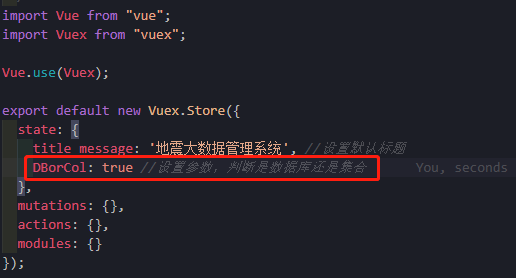 import Vue from "vue";
import Vuex from "vuex";
Vue.use(Vuex);
export default new Vuex.Store({
state: {
title_message: '地震大数据管理系统', //设置默认标题
DBorCol: true //设置参数，判断是数据库还是集合 You, seconds
},
mutations: {},
actions: {},
modules: {}
});